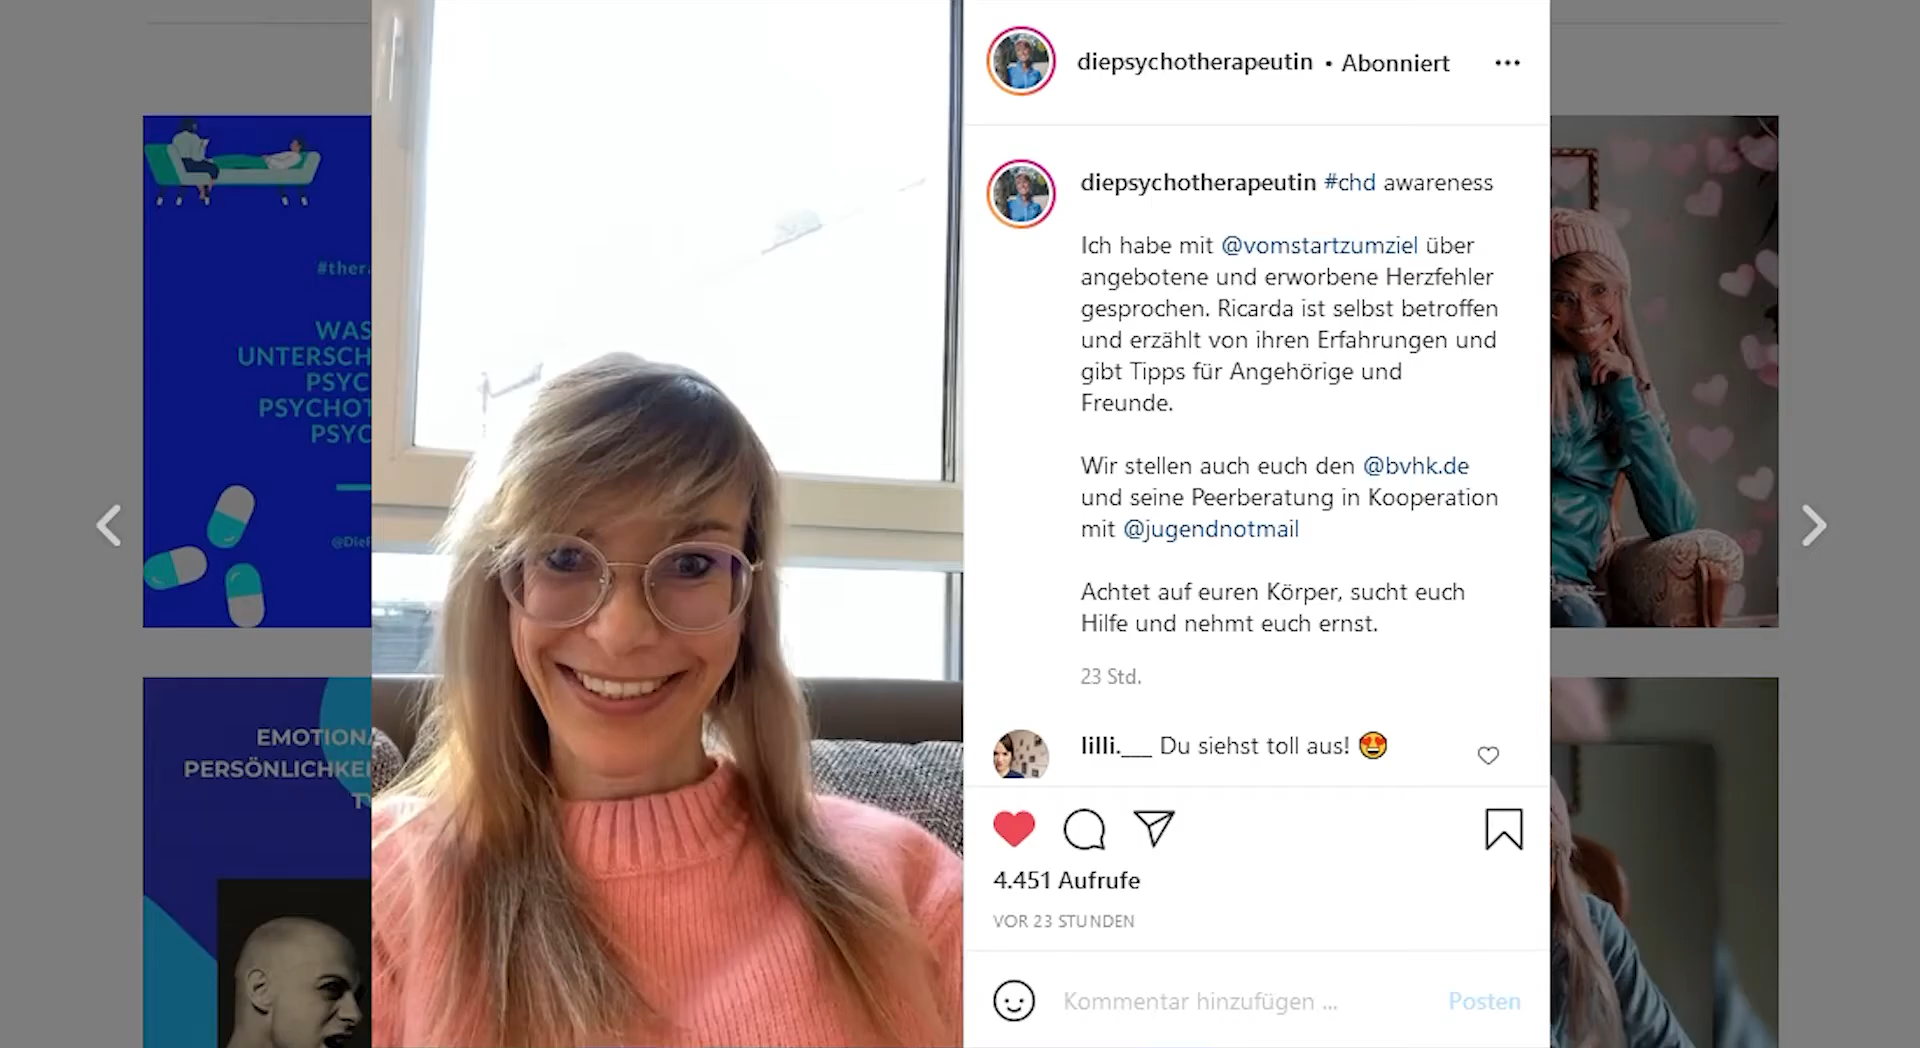 diepsychotherapeutin • Abonniert
diepsychotherapeutin #chd awareness
Ich habe mit @vomstartzumziel über
angebotene und erworbene Herzfehler
gesprochen. Ricarda ist selbst betroffen
und erzählt von ihren Erfahrungen und
gibt Tipps für Angehörige und
Freunde.
Wir stellen auch euch den @bvhk.de
und seine Peerberatung in Kooperation
mit @jugendnotmail
Achtet auf euren Körper, sucht euch
Hilfe und nehmt euch ernst.
23 Std.
lilli.___ Du siehst toll aus! 😍
4.451 Aufrufe
VOR 23 STUNDEN
Kommentar hinzufügen ... Posten
#thera
WAS
UNTERSCH
PSYC
PSYCHOT
PSYC
@DieP
EMOTIONA
PERSÖNLICHKEI
TY